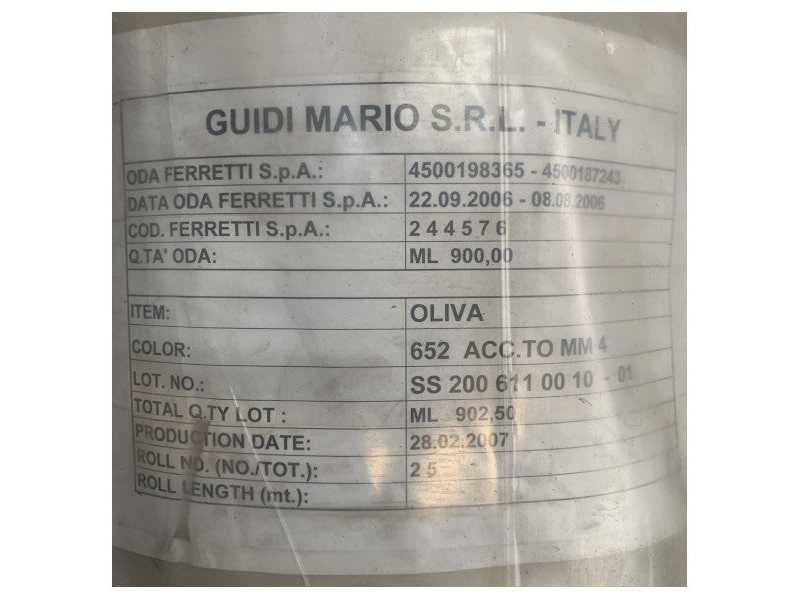 GUIDI MARIO S.R.L. - ITALY
ODA FERRETTI S.p.A.: 4500198365 - 4500187243
DATA ODA FERRETTI S.p.A.: 22.09.2006 - 08.08.2006
COD. FERRETTI S.p.A.: 2 4 4 5 7 6
Q.TA' ODA: ML 900,00
ITEM: OLIVA
COLOR: 652 ACC.TO MM 4
LOT. NO.: SS 200 611 00 10 - 01
TOTAL Q.TY LOT : ML 902,50
PRODUCTION DATE: 28.02.2007
ROLL NO. (NO./TOT.): 2 5
ROLL LENGTH (mt.):